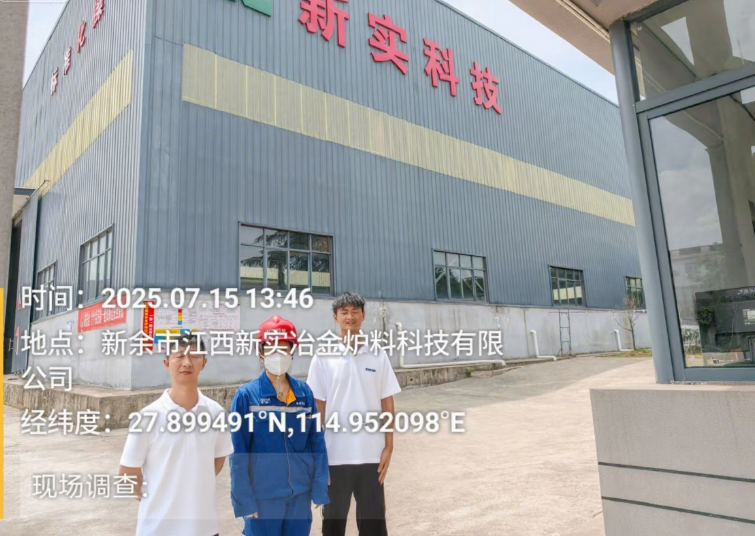 新实科技
时间：2025.07.15 13:46
地点：新余市江西新实冶金炉料科技有限
公司
经纬度：27.899491°N,114.952098°E
现场调查：